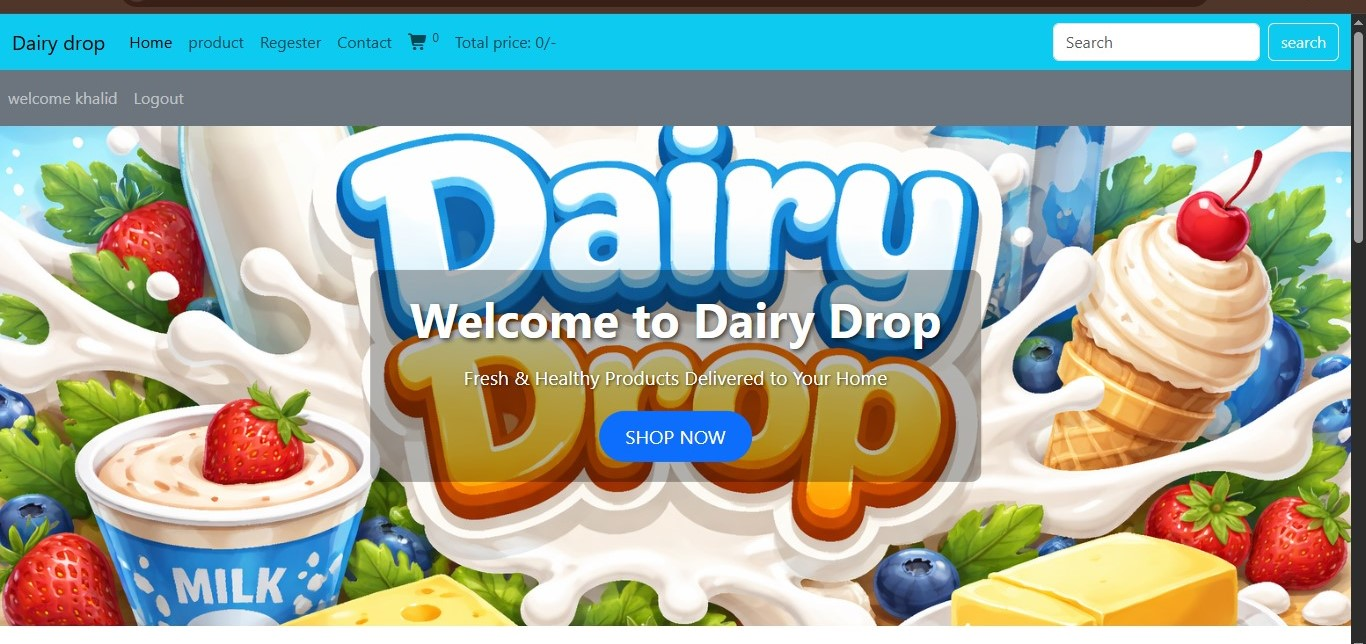 Dairy drop Home product Regester Contact 0 Total price: 0/- Search search
welcome khalid Logout
Dairy
Welcome to Dairy Drop
Drop
Fresh & Healthy Products Delivered to Your Home
SHOP NOW
MILK